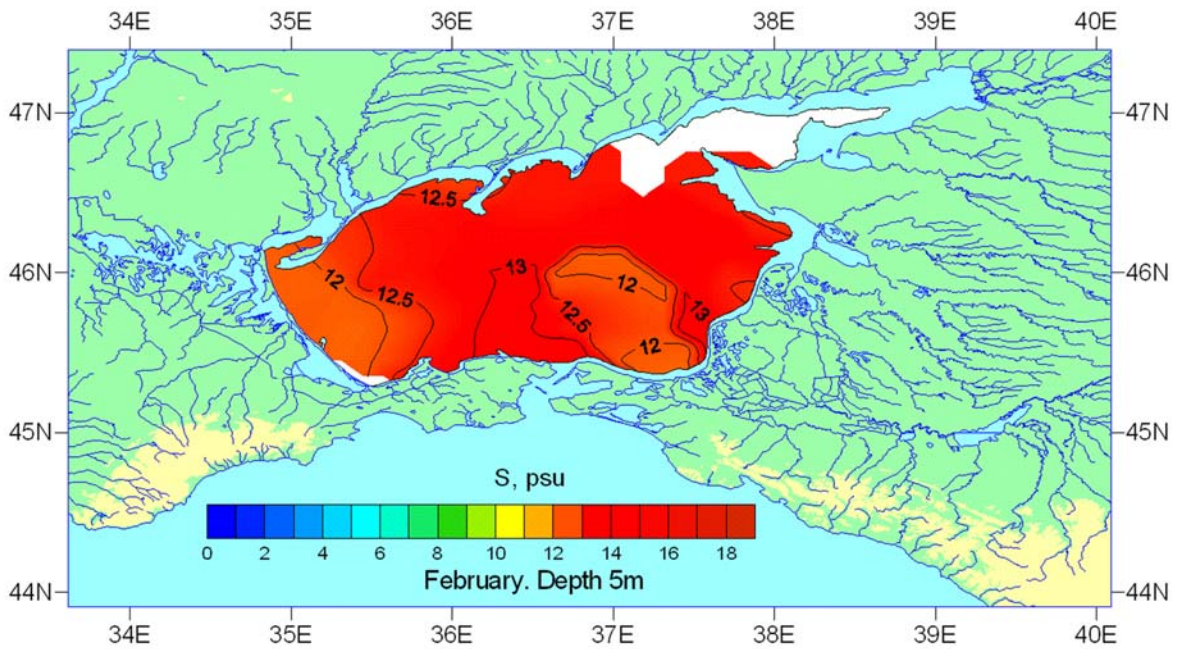 34E 35E 36E 37E 38E 39E 40E
47N 47N
12.5
46N 46N
13
12
12
12.5
13
12.5
12
45N 45N
S, psu
0 2 4 6 8 10 12 14 16 18
February. Depth 5m
44N 44N
34E 35E 36E 37E 38E 39E 40E